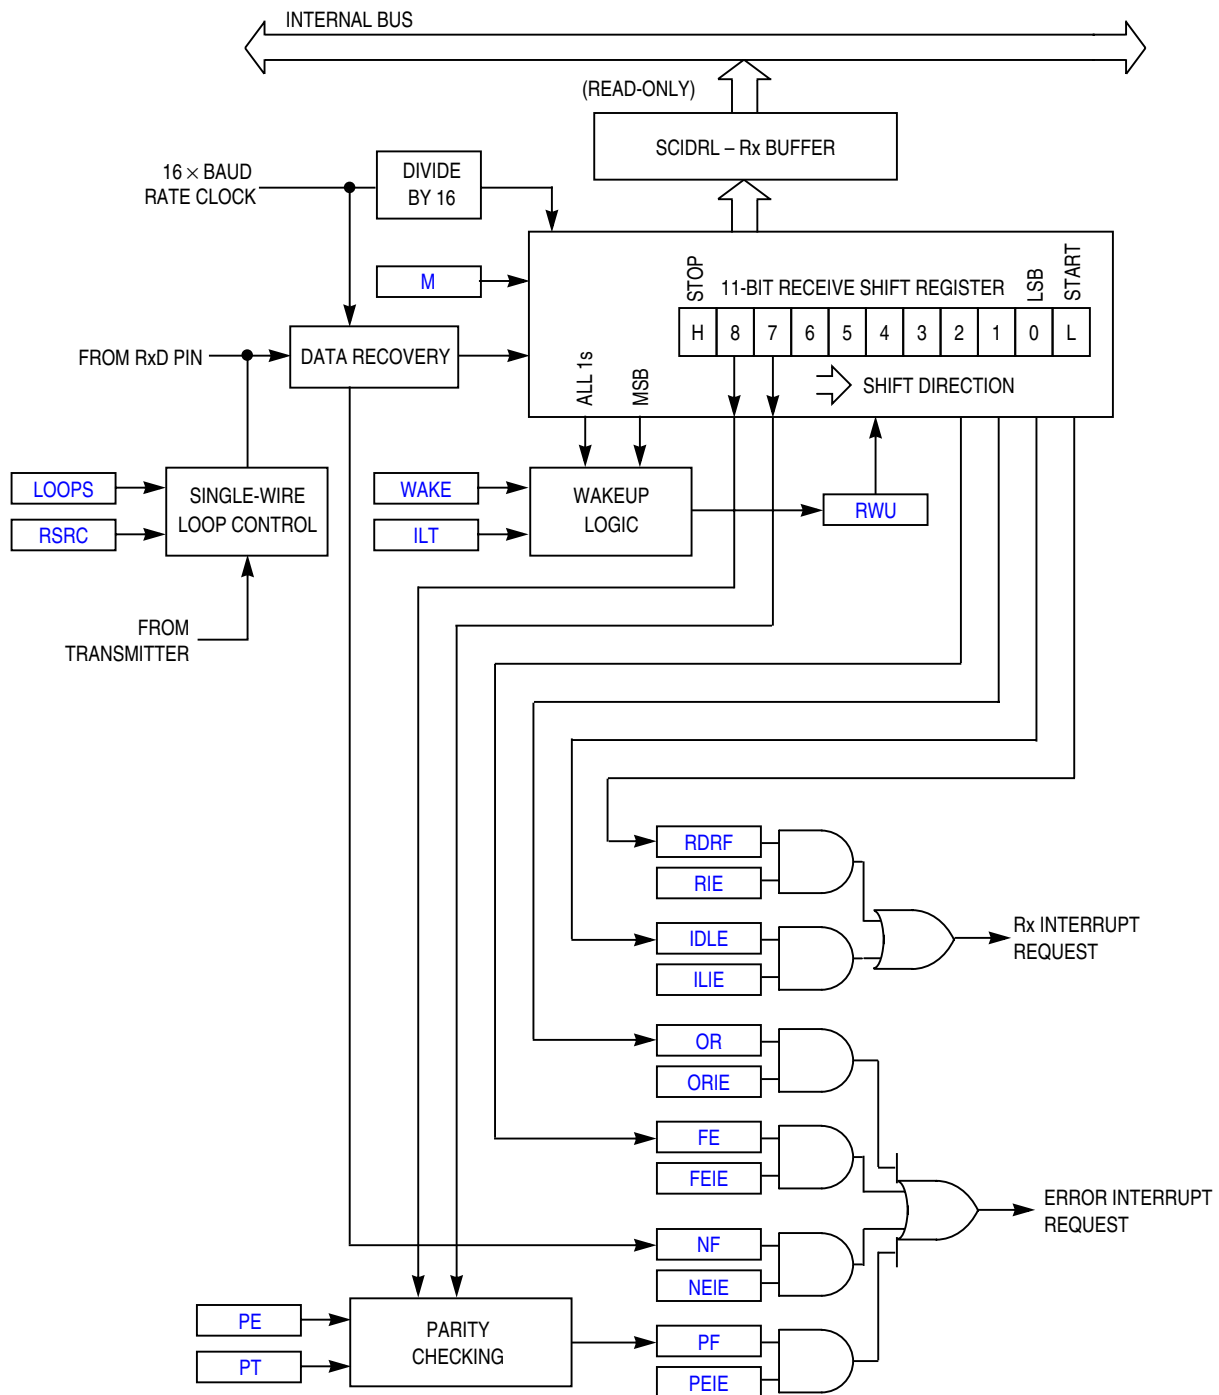 INTERNAL BUS
(READ-ONLY)
SCIDRL – Rx BUFFER
16 × BAUD
RATE CLOCK
DIVIDE
BY 16
M
STOP
11-BIT RECEIVE SHIFT REGISTER
LSB
START
H 8 7 6 5 4 3 2 1 0 L
FROM RxD PIN
DATA RECOVERY
ALL 1s
MSB
SHIFT DIRECTION
LOOPS
RSRC
SINGLE-WIRE
LOOP CONTROL
WAKE
ILT
WAKEUP
LOGIC
RWU
FROM
TRANSMITTER
RDRF
RIE
IDLE
ILIE
Rx INTERRUPT
REQUEST
OR
ORIE
FE
FEIE
ERROR INTERRUPT
REQUEST
NF
NEIE
PE
PT
PARITY
CHECKING
PF
PEIE